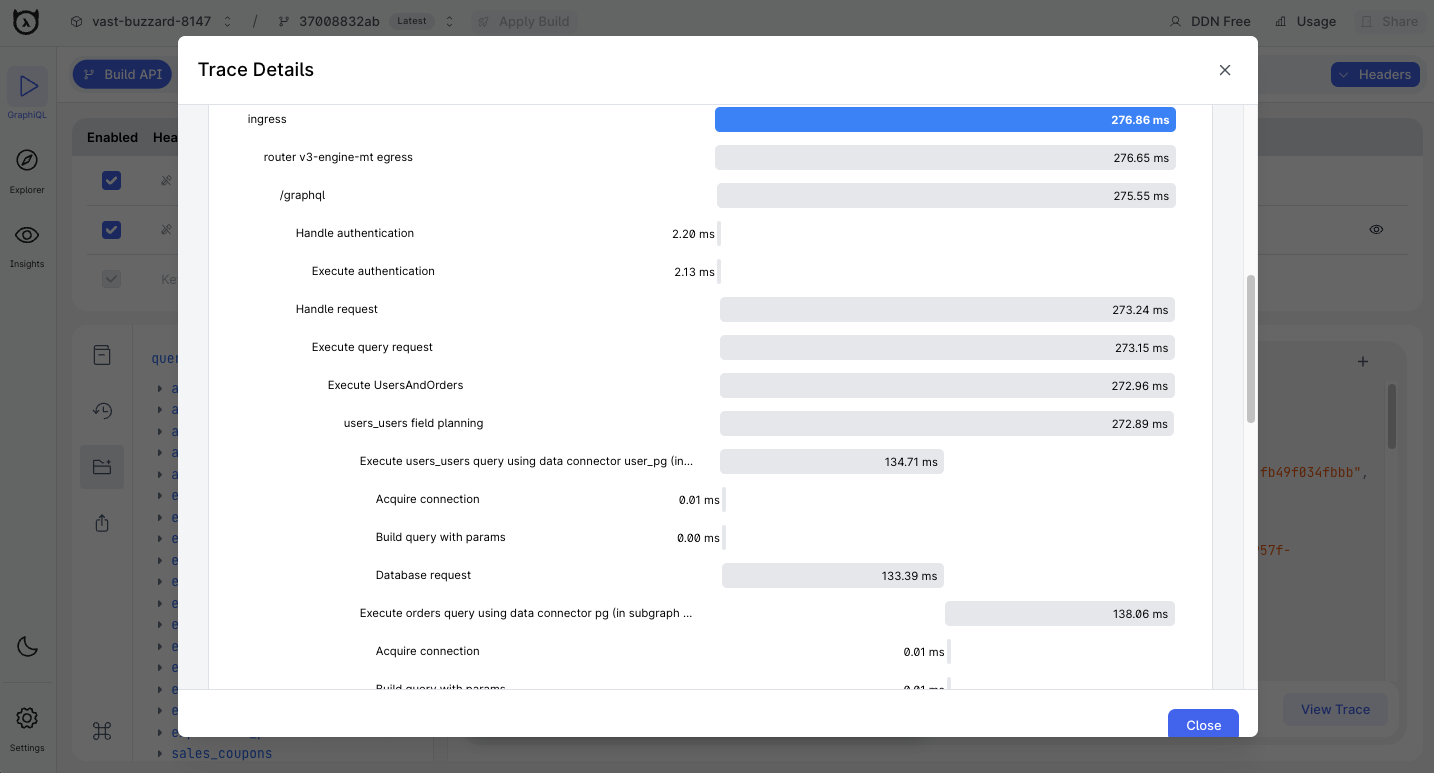 vast-buzzard-8147 / 37008832ab Latest Apply Build DDN Free Usage Share
Build API Headers
GraphiQL
Explorer
Insights
Settings
Enabled
Trace Details
ingress 276.86 ms
router v3-engine-mt egress 276.65 ms
/graphql 275.55 ms
Handle authentication 2.20 ms
Execute authentication 2.13 ms
Handle request 273.24 ms
Execute query request 273.15 ms
Execute UsersAndOrders 272.96 ms
users_users field planning 272.89 ms
Execute users_users query using data connector user_pg (in... 134.71 ms
Acquire connection 0.01 ms
Build query with params 0.00 ms
Database request 133.39 ms
Execute orders query using data connector pg (in subgraph ... 138.06 ms
Acquire connection 0.01 ms
Build query with params 0.01 ms
fb49f034fbbb",
957f-
sales_coupons
View Trace
Close